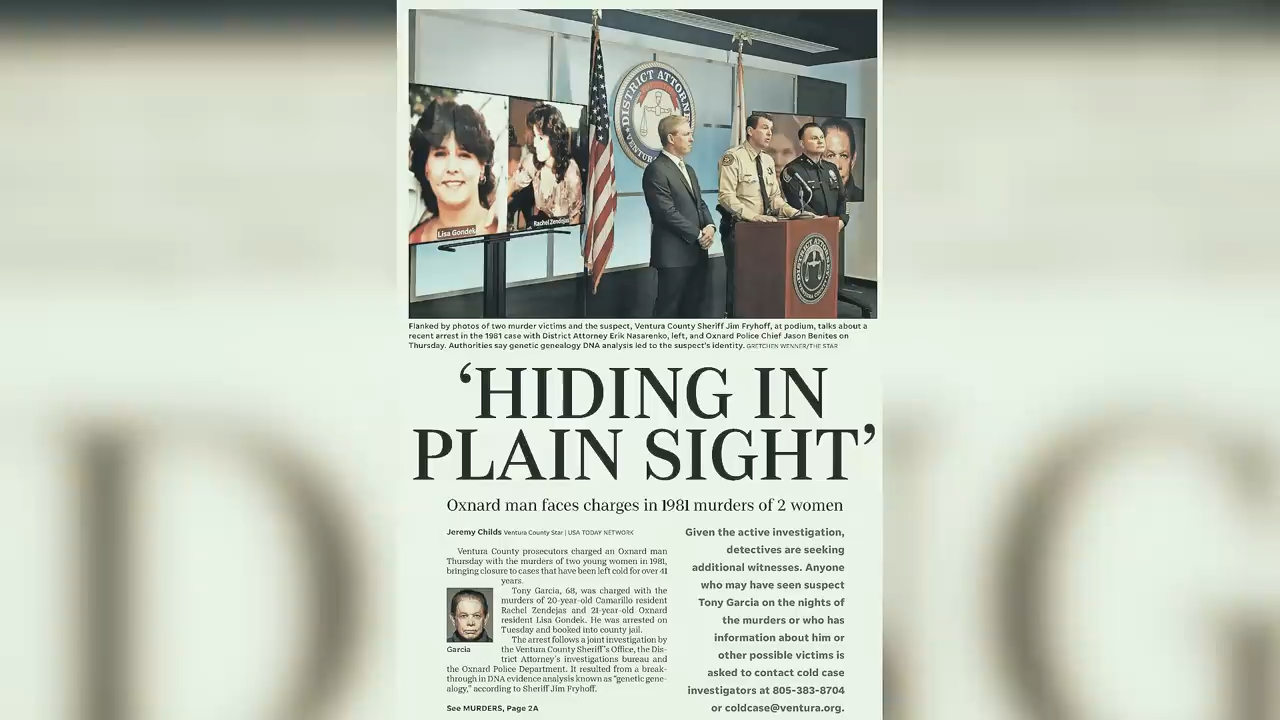 DISTRICT ATTORNEY
VENTURA
Lisa Gondek
Rachel Zendejas
DISTRICT ATTORNEY
VENTURA COUNTY
Flanked by photos of two murder victims and the suspect, Ventura County Sheriff Jim Fryhoff, at podium, talks about a
recent arrest in the 1981 case with District Attorney Erik Nasarenko, left, and Oxnard Police Chief Jason Benites on
Thursday. Authorities say genetic genealogy DNA analysis led to the suspect's identity. GRETCHEN WENNER/THE STAR
‘HIDING IN
PLAIN SIGHT’
Oxnard man faces charges in 1981 murders of 2 women
Jeremy Childs Ventura County Star | USA TODAY NETWORK
Ventura County prosecutors charged an Oxnard man
Thursday with the murders of two young women in 1981,
bringing closure to cases that have been left cold for over 41
years.
Tony Garcia, 68, was charged with the
murders of 20-year-old Camarillo resident
Rachel Zendejas and 21-year-old Oxnard
resident Lisa Gondek. He was arrested on
Tuesday and booked into county jail.
The arrest follows a joint investigation by
Garcia
the Ventura County Sheriff's Office, the Dis-
trict Attorney's investigations bureau and
the Oxnard Police Department. It resulted from a break-
through in DNA evidence analysis known as “genetic gene-
alogy,” according to Sheriff Jim Fryhoff.
See MURDERS, Page 2A
Given the active investigation,
detectives are seeking
additional witnesses. Anyone
who may have seen suspect
Tony Garcia on the nights of
the murders or who has
information about him or
other possible victims is
asked to contact cold case
investigators at 805-383-8704
or coldcase@ventura.org.